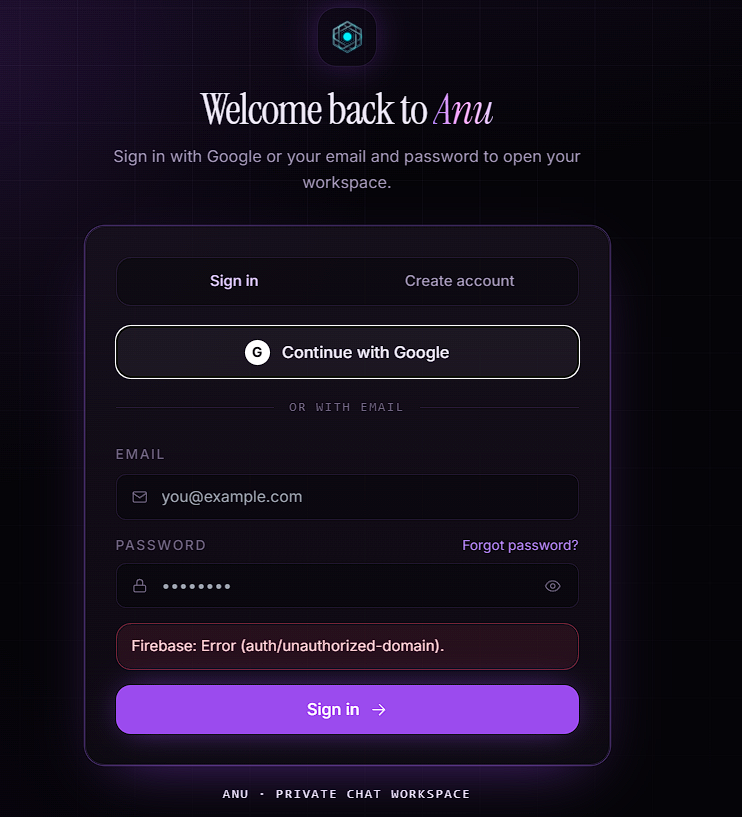 Welcome back to Anu
Sign in with Google or your email and password to open your
workspace.
Sign in
Create account
G Continue with Google
OR WITH EMAIL
EMAIL
you@example.com
PASSWORD
Forgot password?
••••••••
Firebase: Error (auth/unauthorized-domain).
Sign in →
ANU · PRIVATE CHAT WORKSPACE